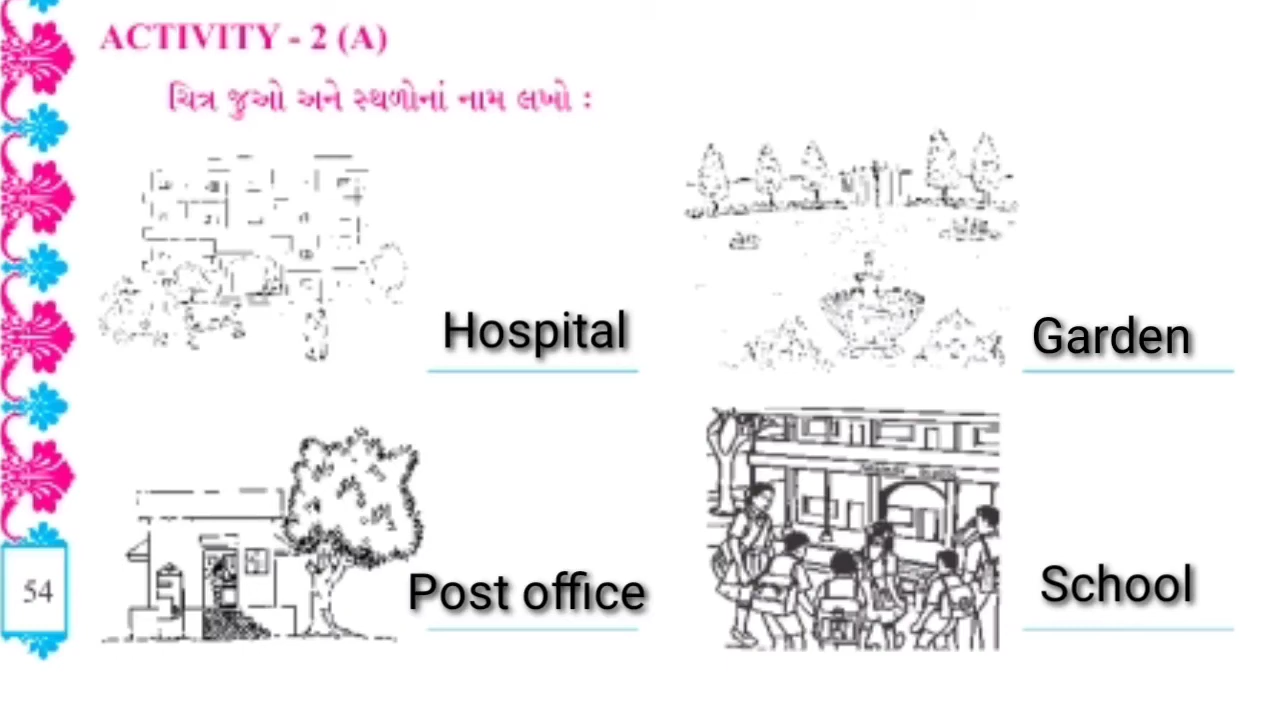 ACTIVITY - 2 (A)
ચિત્ર જુઓ અને સ્થળોનાં નામ લખો :
Hospital
Garden
Post office
School
54